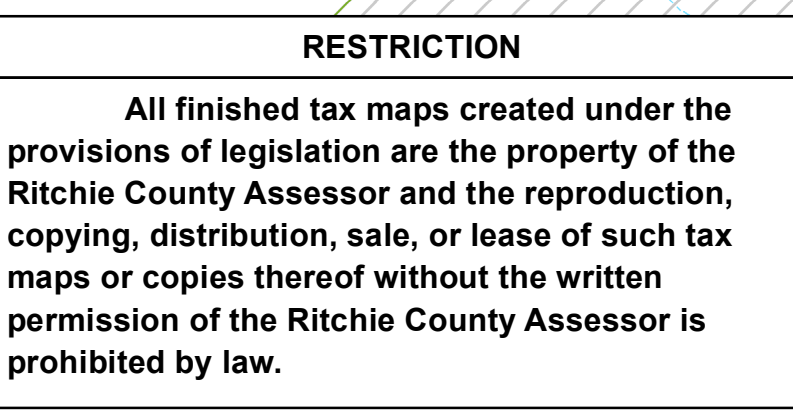 RESTRICTION
All finished tax maps created under the
provisions of legislation are the property of the
Ritchie County Assessor and the reproduction,
copying, distribution, sale, or lease of such tax
maps or copies thereof without the written
permission of the Ritchie County Assessor is
prohibited by law.